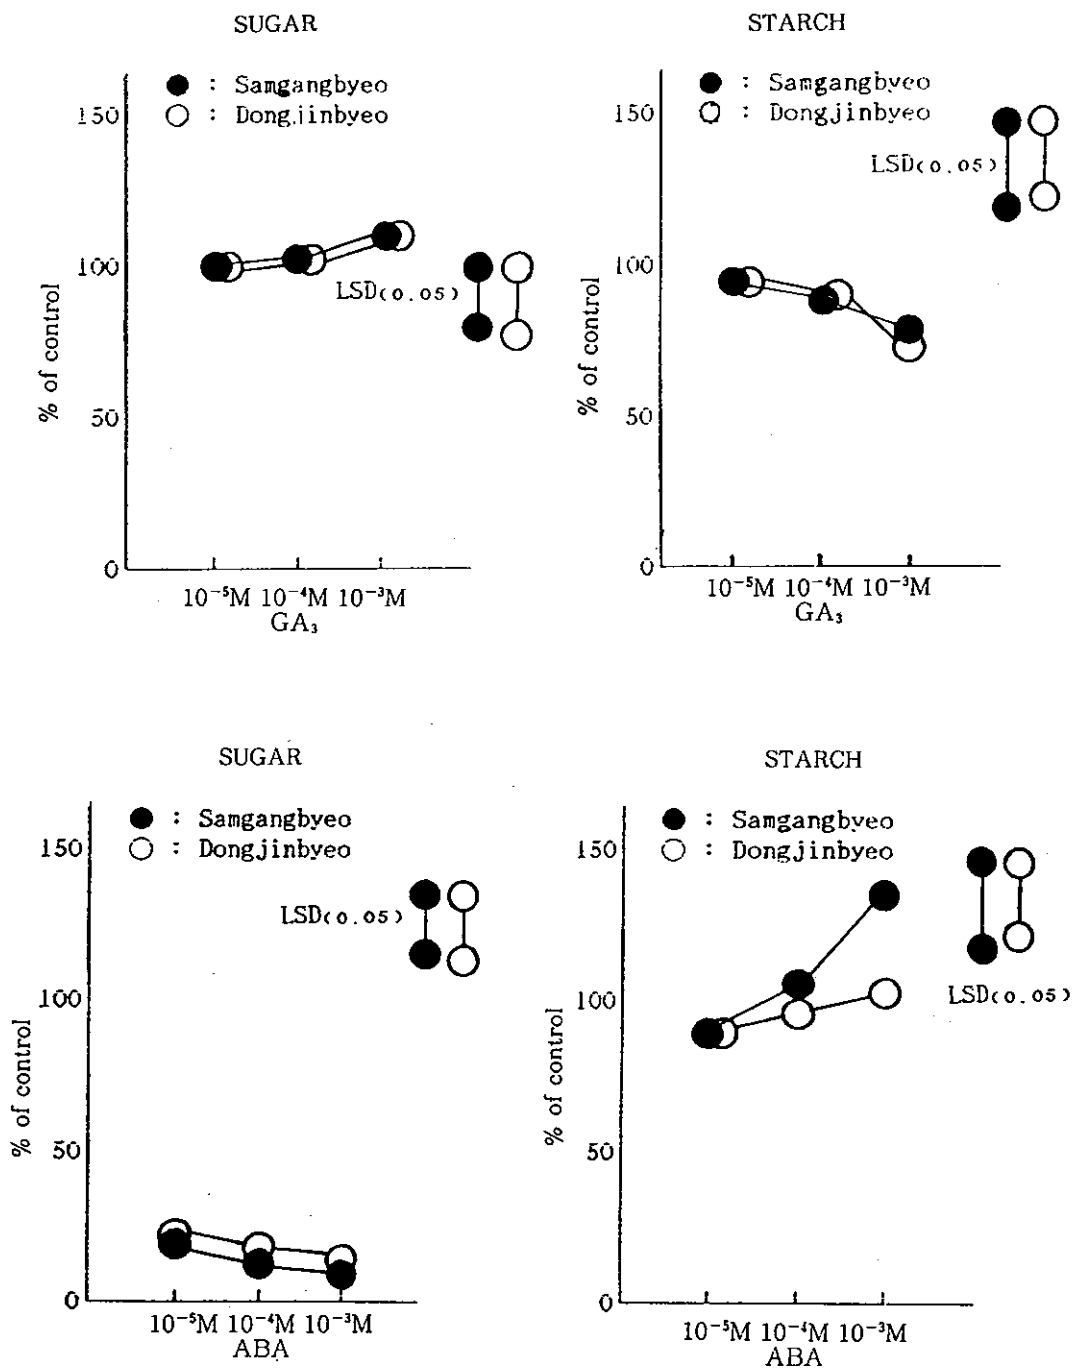 SUGAR
● : Samgangbyeo
○ : Dongjinbyeo
150
100
50
0
% of control
LSD(0.05)
10⁻⁵M 10⁻⁴M 10⁻³M
GA₃
STARCH
● : Samgangbyeo
○ : Dongjinbyeo
150
100
50
0
% of control
LSD(0.05)
10⁻⁵M 10⁻⁴M 10⁻³M
GA₃
SUGAR
● : Samgangbyeo
○ : Dongjinbyeo
150
100
50
0
% of control
LSD(0.05)
10⁻⁵M 10⁻⁴M 10⁻³M
ABA
STARCH
● : Samgangbyeo
○ : Dongjinbyeo
150
100
50
0
% of control
LSD(0.05)
10⁻⁵M 10⁻⁴M 10⁻³M
ABA